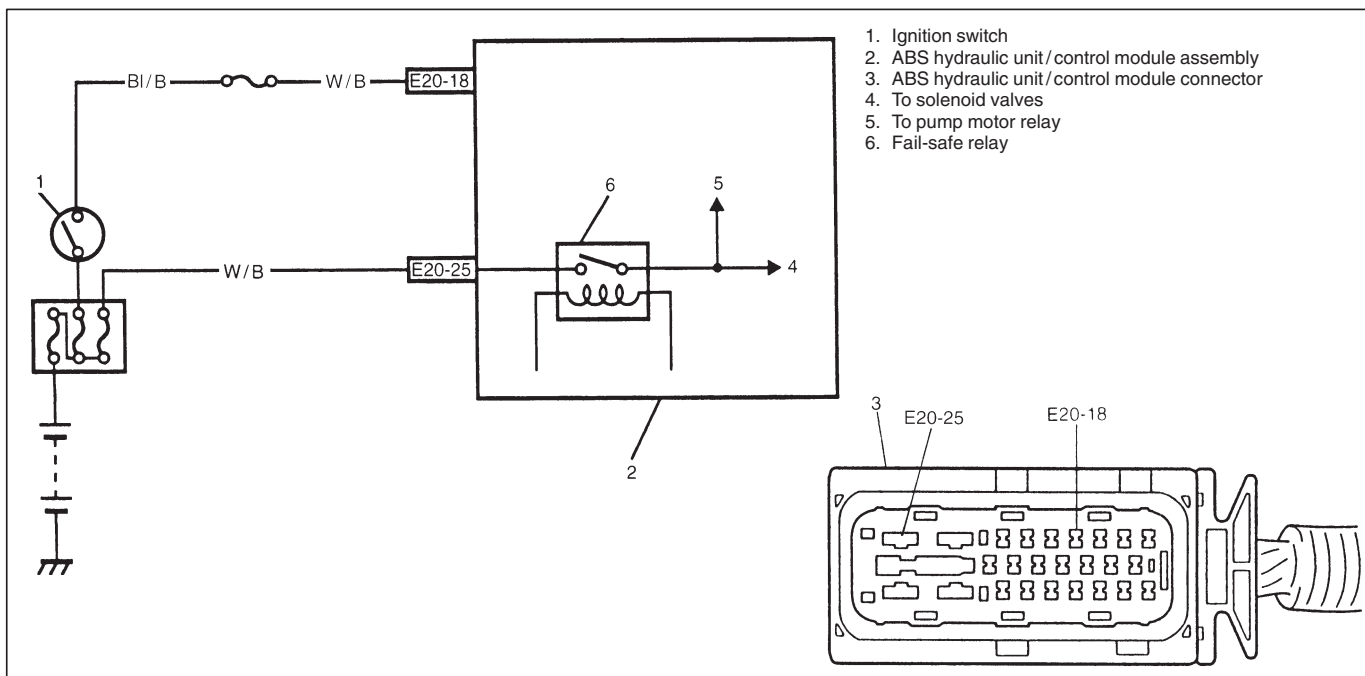 1. Ignition switch
2. ABS hydraulic unit/control module assembly
3. ABS hydraulic unit/control module connector
4. To solenoid valves
5. To pump motor relay
6. Fail-safe relay
Bl/B
W/B
E20-18
1
6
5
W/B
E20-25
4
2
3
E20-25
E20-18